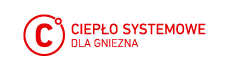 C°
CIEPŁO SYSTEMOWE
DLA GNIEZNA